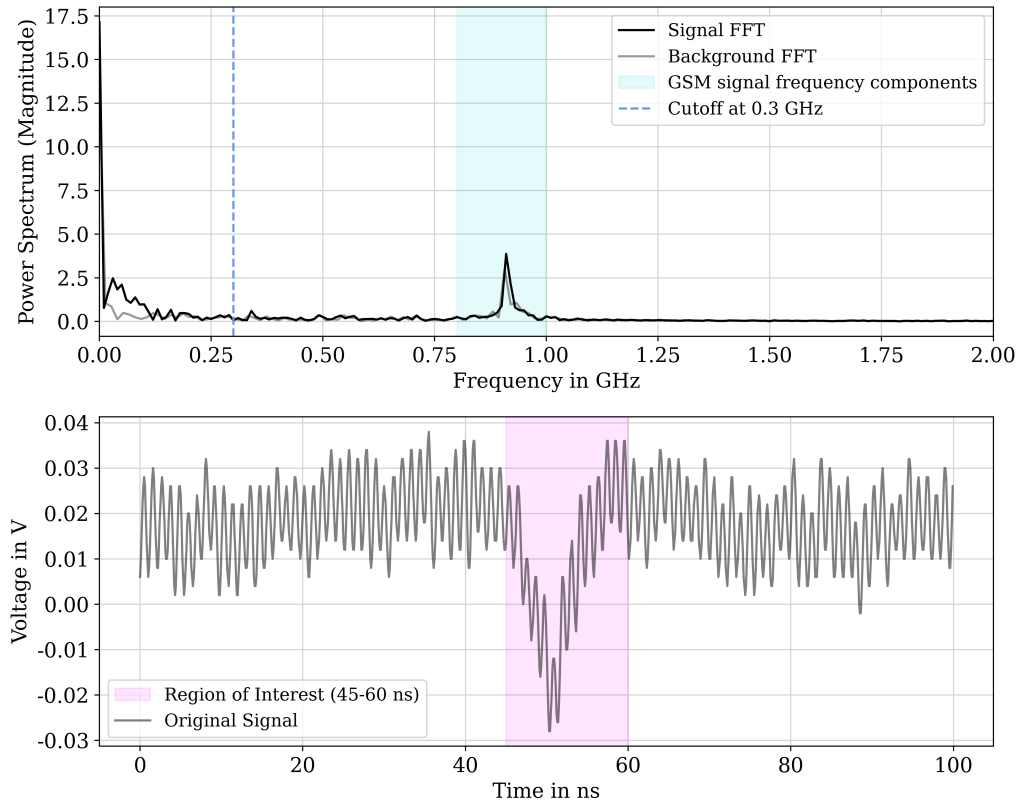 17.5
15.0
12.5
10.0
7.5
5.0
2.5
0.0
Power Spectrum (Magnitude)
Signal FFT
Background FFT
GSM signal frequency components
Cutoff at 0.3 GHz
0.00 0.25 0.50 0.75 1.00 1.25 1.50 1.75 2.00
Frequency in GHz
0.04
0.03
0.02
0.01
0.00
-0.01
-0.02
-0.03
Voltage in V
Region of Interest (45-60 ns)
Original Signal
0 20 40 60 80 100
Time in ns